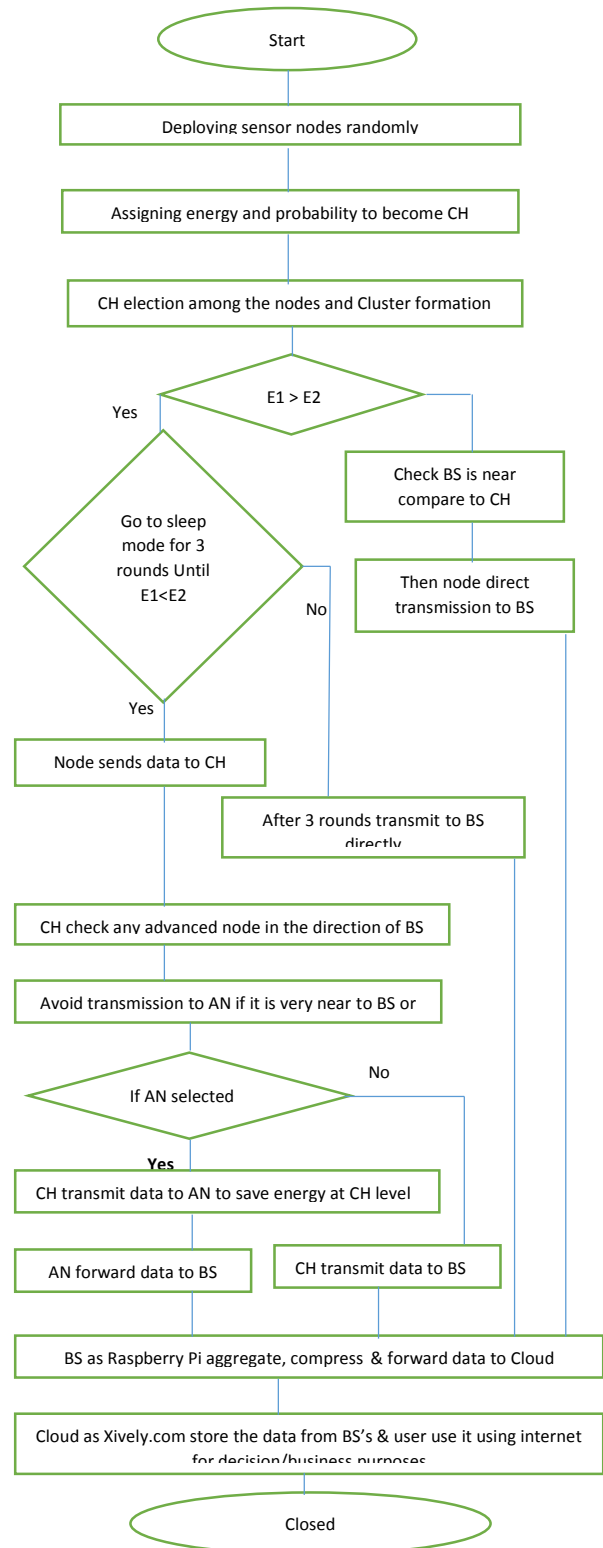 Start
Deploying sensor nodes randomly
Assigning energy and probability to become CH
CH election among the nodes and Cluster formation
E1 > E2
Yes
Check BS is near
compare to CH
Go to sleep
mode for 3
rounds Until
E1<E2
Then node direct
transmission to BS
No
Yes
Node sends data to CH
After 3 rounds transmit to BS
directly
CH check any advanced node in the direction of BS
Avoid transmission to AN if it is very near to BS or
No
If AN selected
Yes
CH transmit data to AN to save energy at CH level
AN forward data to BS
CH transmit data to BS
BS as Raspberry Pi aggregate, compress & forward data to Cloud
Cloud as Xively.com store the data from BS's & user use it using internet
for decision/business purposes
Closed